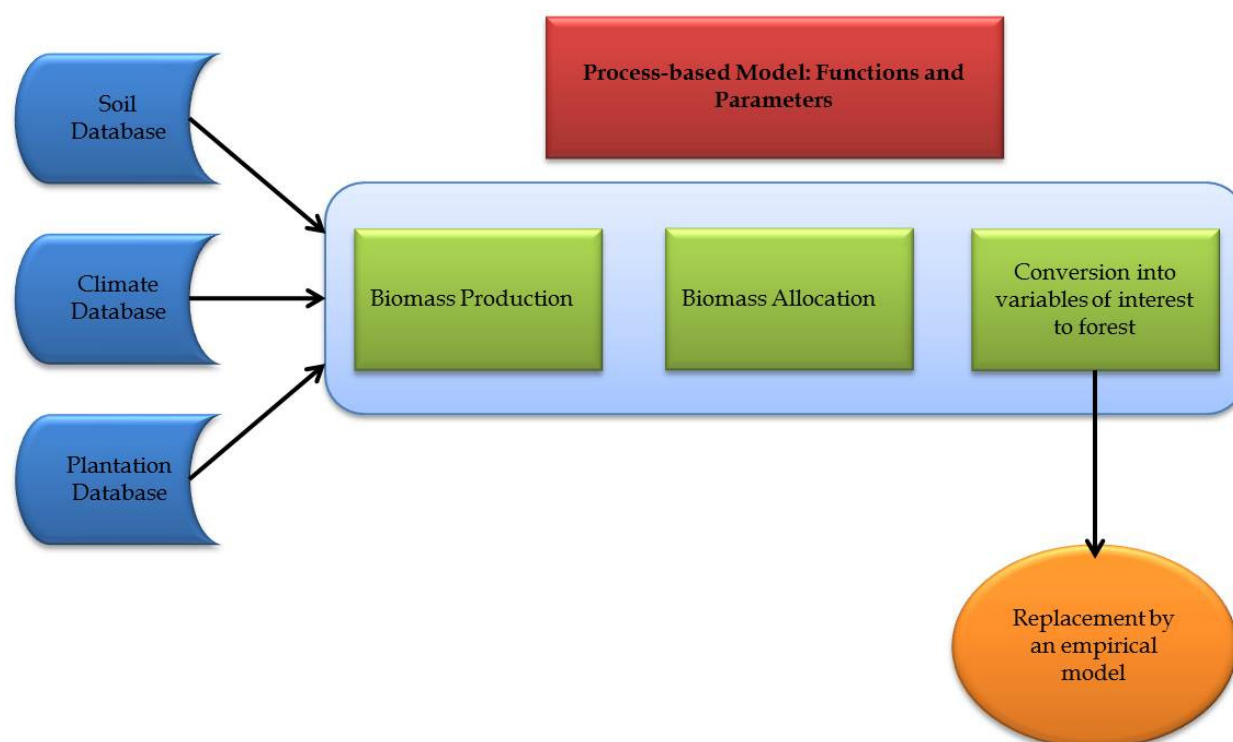 Process-based Model: Functions and
Parameters
Soil
Database
Climate
Database
Plantation
Database
Biomass Production
Biomass Allocation
Conversion into
variables of interest
to forest
Replacement by
an empirical
model